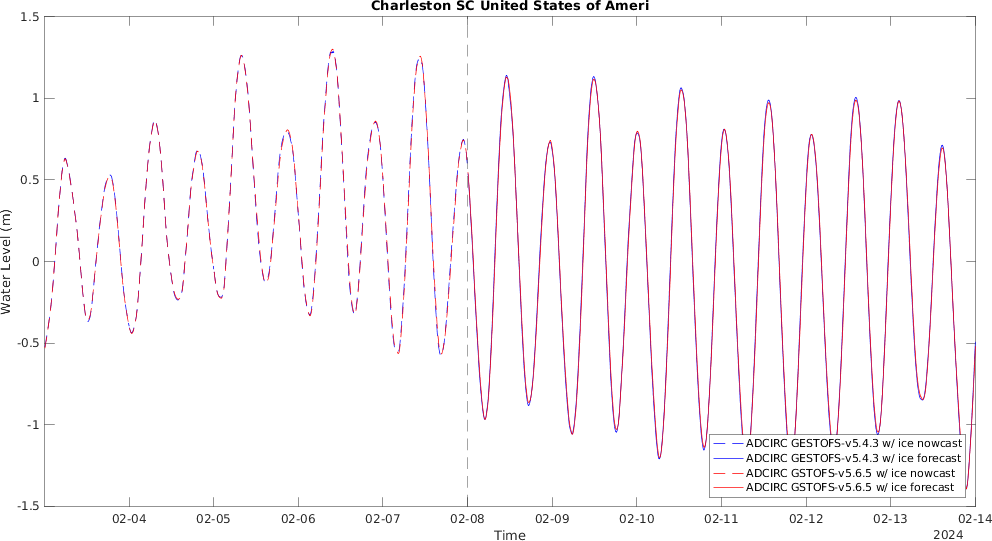 Charleston SC United States of Ameri
1.5
1
0.5
0
-0.5
-1
-1.5
Water Level (m)
ADCIRC GESTOFS-v5.4.3 w/ ice nowcast
ADCIRC GESTOFS-v5.4.3 w/ ice forecast
ADCIRC GSTOFS-v5.6.5 w/ ice nowcast
ADCIRC GSTOFS-v5.6.5 w/ ice forecast
02-04 02-05 02-06 02-07 02-08 02-09 02-10 02-11 02-12 02-13 02-14
Time
2024